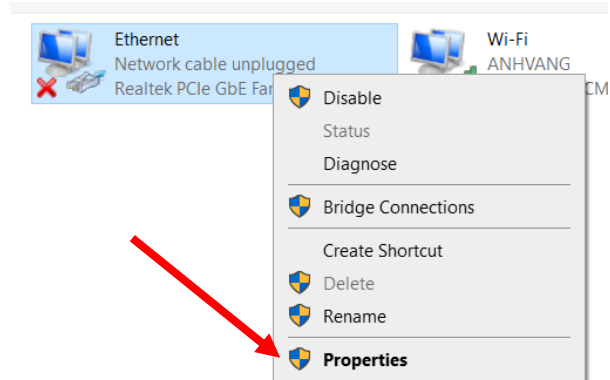 Ethernet
Network cable unplugged
Realtek PCIe GbE Fa
Wi-Fi
ANHVANG
CM
Disable
Status
Diagnose
Bridge Connections
Create Shortcut
Delete
Rename
Properties